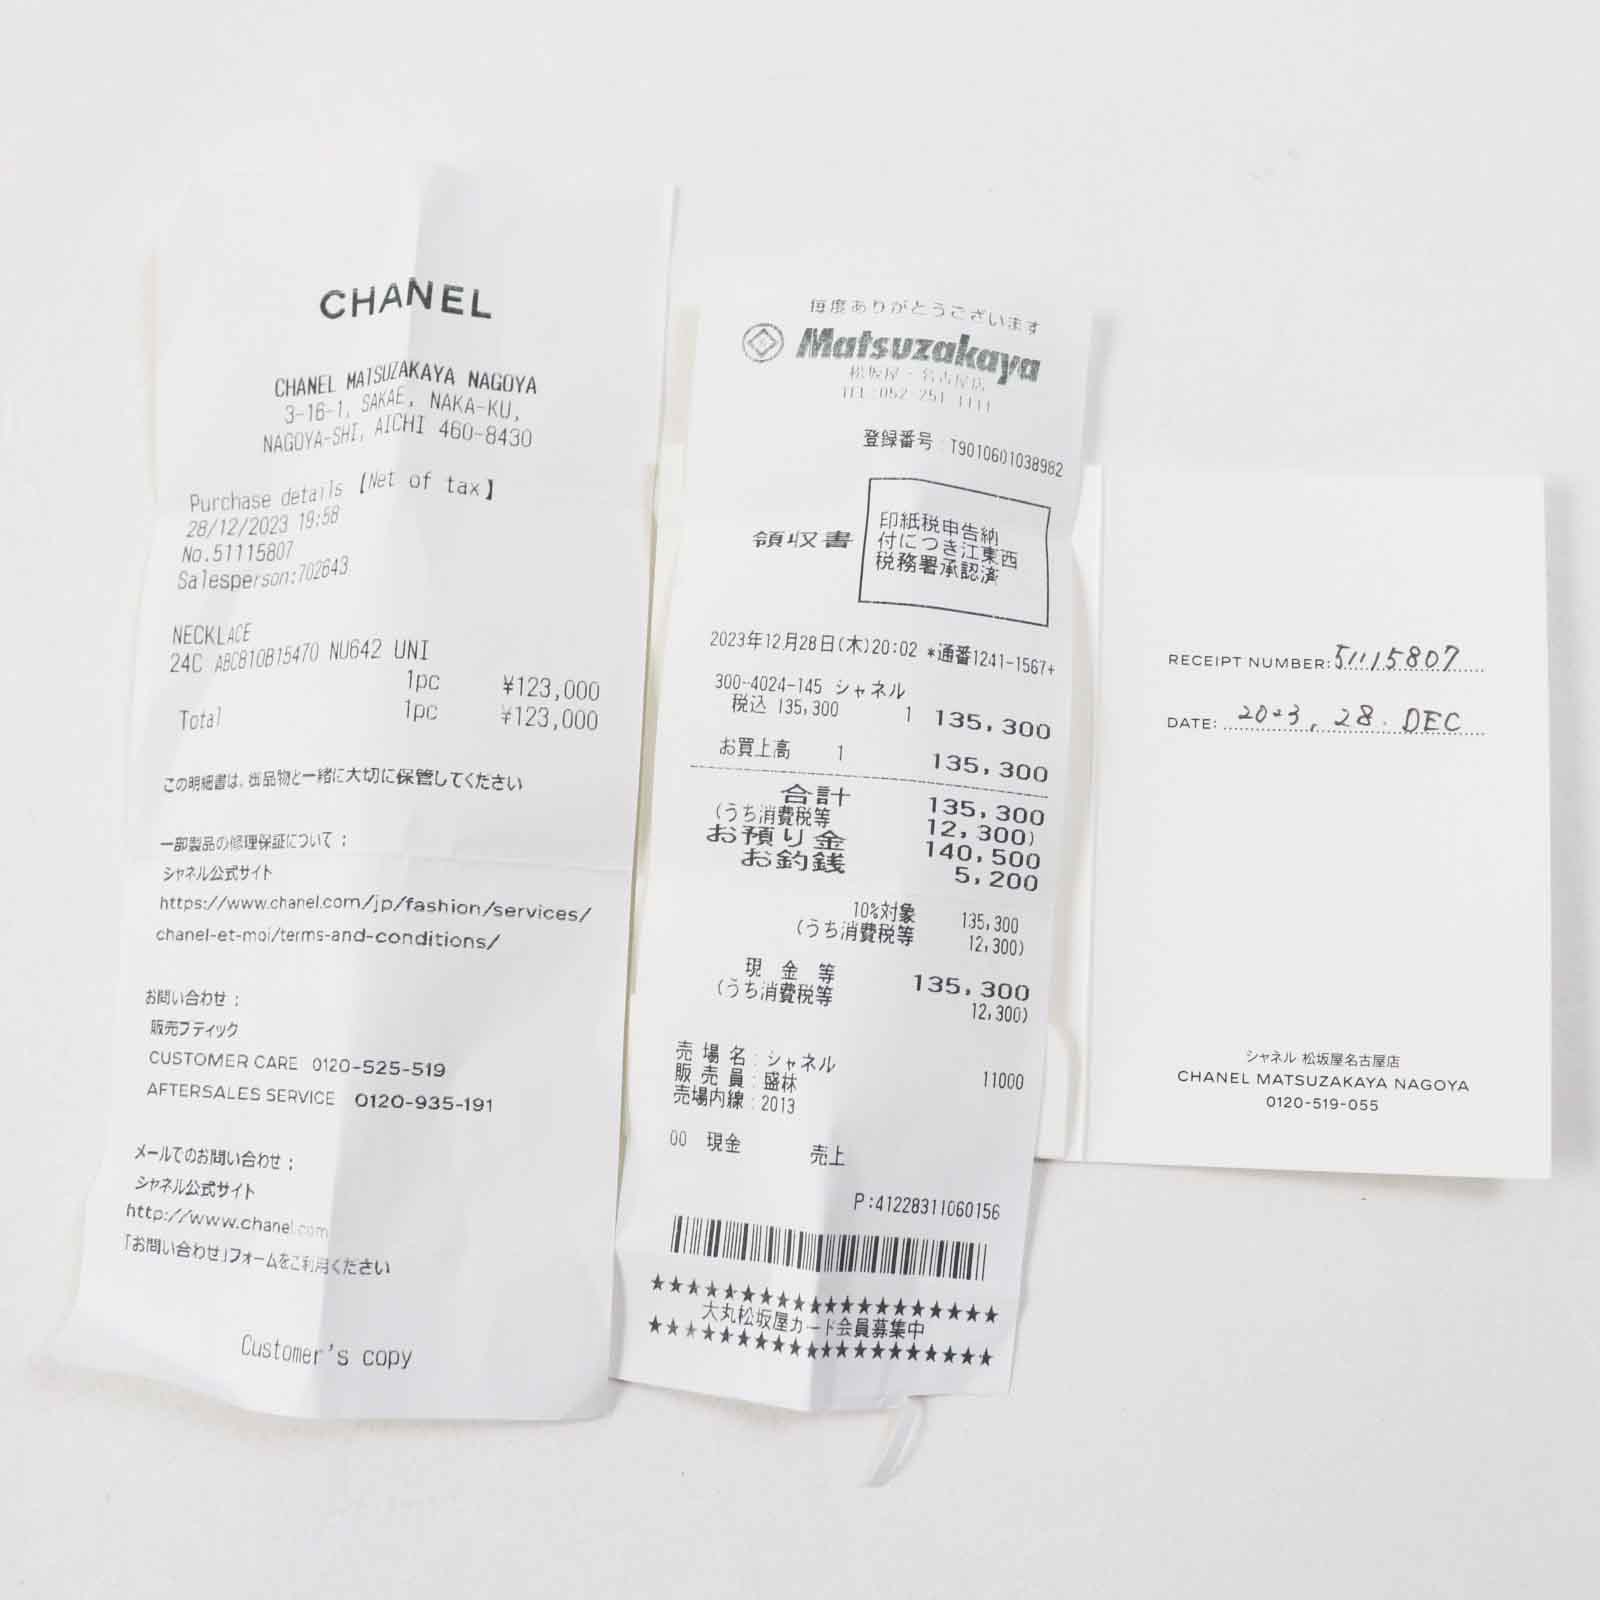 CHANEL
CHANEL MATSUZAKAYA NAGOYA
3-16-1, SAKAE, NAKA-KU,
NAGOYA-SHI, AICHI 460-8430
Purchase details【Net of tax】
28/12/2023 19:58
No.51115807
Salesperson:702643
NECKLACE
24C ABC810B15470 NU642 UNI
1pc ¥123,000
Total 1pc ¥123,000
この明細書は、御品物と一緒に大切に保管してください
一部製品の修理保証について;
シャネル公式サイト
https://www.chanel.com/jp/fashion/services/
chanel-et-moi/terms-and-conditions/
お問い合わせ;
販売ブティック
CUSTOMER CARE 0120-525-519
AFTERSALES SERVICE 0120-935-191
メールでのお問い合わせ;
シャネル公式サイト
http://www.chanel.com
「お問い合わせ」フォームをご利用ください
Customer's copy
毎度ありがとうございます
Matsuzakaya
松坂屋・名古屋店
TEL:052-251-1111
登録番号:T9010601038982
領収書
印紙税申告納
付につき江東西
税務署承認済
2023年12月28日(木)20:02 *通番1241-1567+
300-4024-145 シャネル
税込 135,300 1 135,300
お買上高 1 135,300
合計 135,300
(うち消費税等 12,300)
お預り金 140,500
お釣銭 5,200
10%対象 135,300
(うち消費税等 12,300)
現金等 135,300
(うち消費税等 12,300)
売場名:シャネル
販売員:盛林 11000
売場内線:2013
00 現金 売上
P:41228311060156
★★★★★★★★★★★★★★★★★★★★
大丸松坂屋カード会員募集中
★★★★★★★★★★★★★★★★★★★★
RECEIPT NUMBER: 51115807
DATE: 2023. 28. DEC
シャネル 松坂屋名古屋店
CHANEL MATSUZAKAYA NAGOYA
0120-519-055